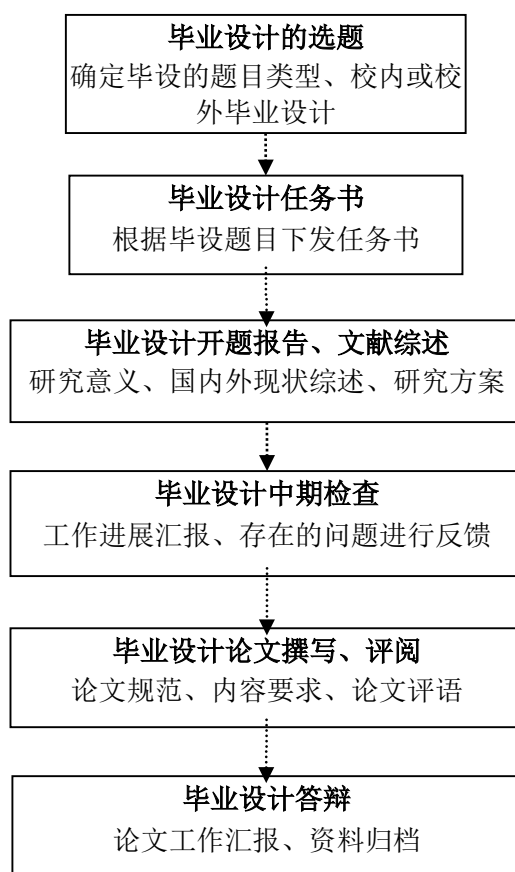 毕业设计的选题
确定毕设的题目类型、校内或校
外毕业设计
毕业设计任务书
根据毕设题目下发任务书
毕业设计开题报告、文献综述
研究意义、国内外现状综述、研究方案
毕业设计中期检查
工作进展汇报、存在的问题进行反馈
毕业设计论文撰写、评阅
论文规范、内容要求、论文评语
毕业设计答辩
论文工作汇报、资料归档